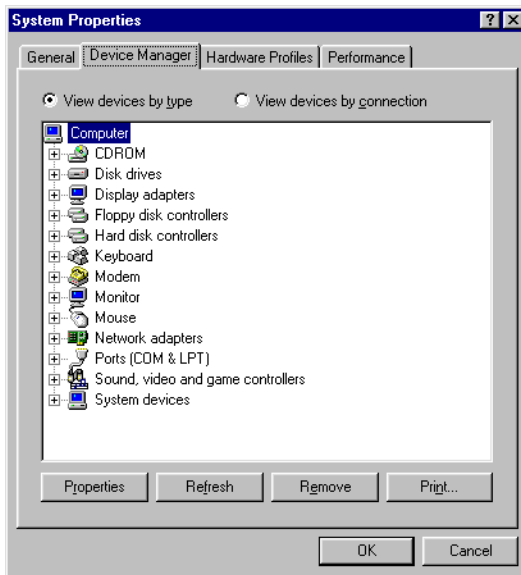 System Properties
General Device Manager Hardware Profiles Performance
View devices by type View devices by connection
Computer
CDROM
Disk drives
Display adapters
Floppy disk controllers
Hard disk controllers
Keyboard
Modem
Monitor
Mouse
Network adapters
Ports (COM & LPT)
Sound, video and game controllers
System devices
Properties Refresh Remove Print...
OK Cancel